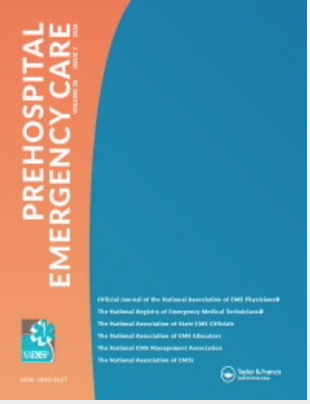 PREHOSPITAL
EMERGENCY CARE
Official Journal of the National Association of EMS Physicians®
The National Registry of Emergency Medical Technicians®
The National Association of State EMS Officials
The National Association of EMS Educators
The National EMS Management Association
The National Association of EMTs
NAEMSP
Taylor & Francis